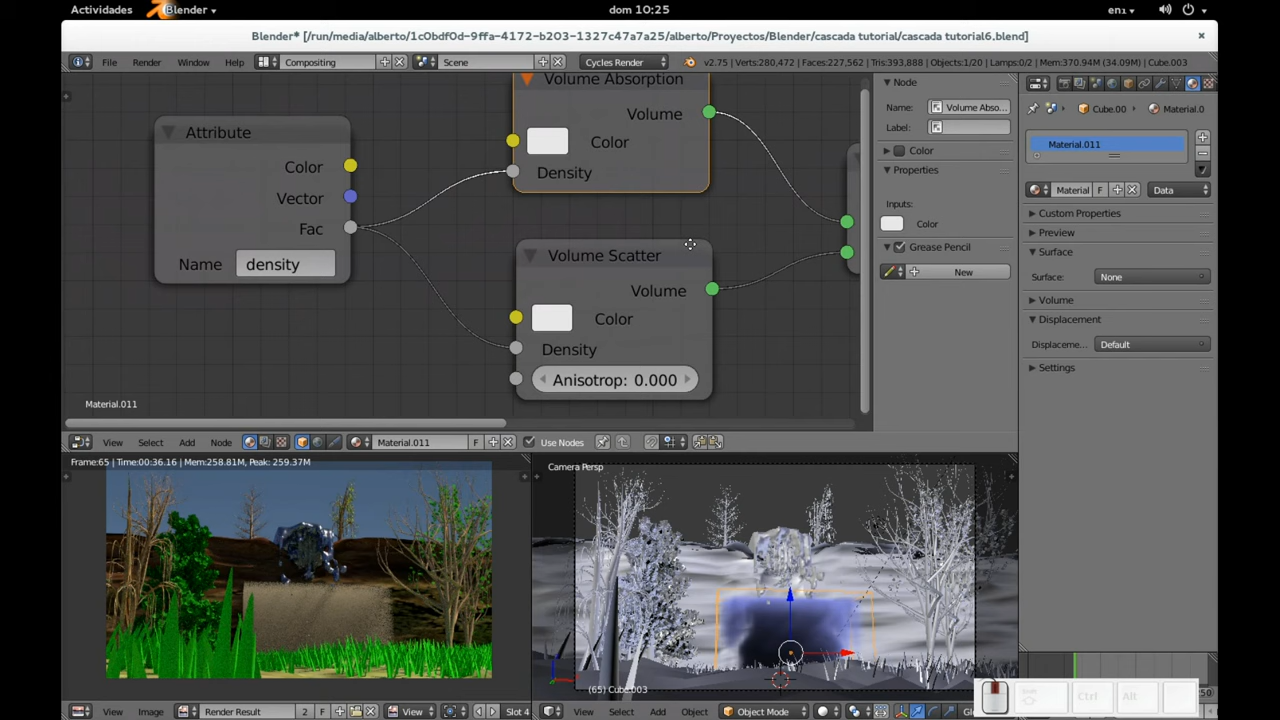 Actividades Blender dom 10:25 en1
Blender* [/run/media/alberto/1c0bdf0d-9ffa-4172-b203-1327c47a7a25/alberto/Proyectos/Blender/cascada tutorial/cascada tutorial6.blend]
File Render Window Help Compositing Scene Cycles Render v2.75 | Verts:280,472 | Faces:227,562 | Tris:393,888 | Objects:1/20 | Lamps:0/2 | Mem:370.94M (34.09M) | Cube.003
Volume Absorption
Volume
Color
Density
Attribute
Color
Vector
Fac
Name density
Volume Scatter
Volume
Color
Density
Anisotrop: 0.000
Material.011
Node
Name: Volume Abso...
Label:
Color
Properties
Inputs:
Color
Grease Pencil
New
Cube.00 Material.0
Material.011
Material F Data
Custom Properties
Preview
Surface
Surface: None
Volume
Displacement
Displaceme... Default
Settings
View Select Add Node Material.011 F Use Nodes
Frame:65 | Time:00:36.16 | Mem:258.81M, Peak: 259.37M
Camera Persp
(65) Cube.003
View Image Render Result 2 F View Slot 4
View Select Add Object Object Mode
Ctrl Alt